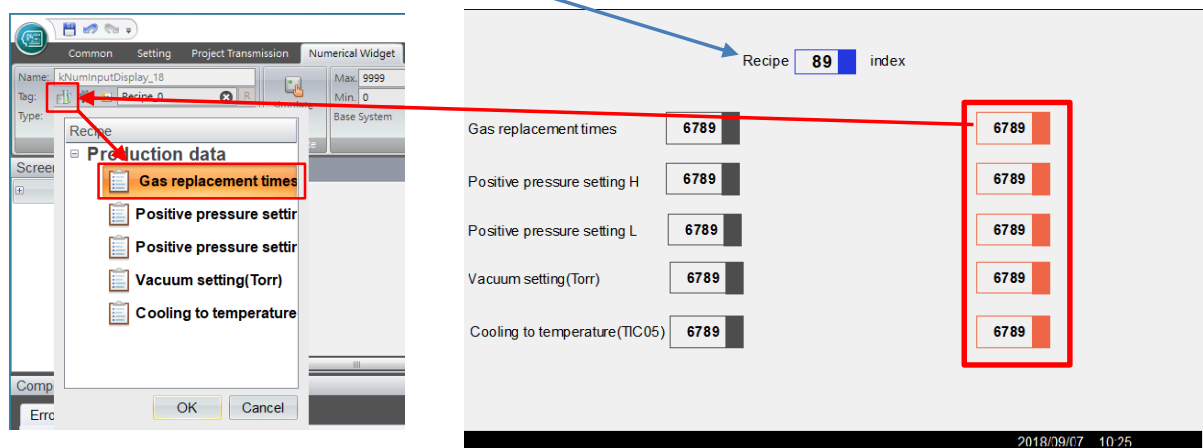 Common Setting Project Transmission Numerical Widget
Name: kNumInputDisplay_18
Max. 9999
Tag: Recipe_0 R
Min. 0
Type:
Base System
Recipe
Production data
Gas replacement times
Positive pressure settin
Positive pressure settin
Vacuum setting(Torr)
Cooling to temperature
OK Cancel
Recipe 89 index
Gas replacement times 6789 6789
Positive pressure setting H 6789 6789
Positive pressure setting L 6789 6789
Vacuum setting(Torr) 6789 6789
Cooling to temperature(TIC05) 6789 6789
2018/09/07 10:25